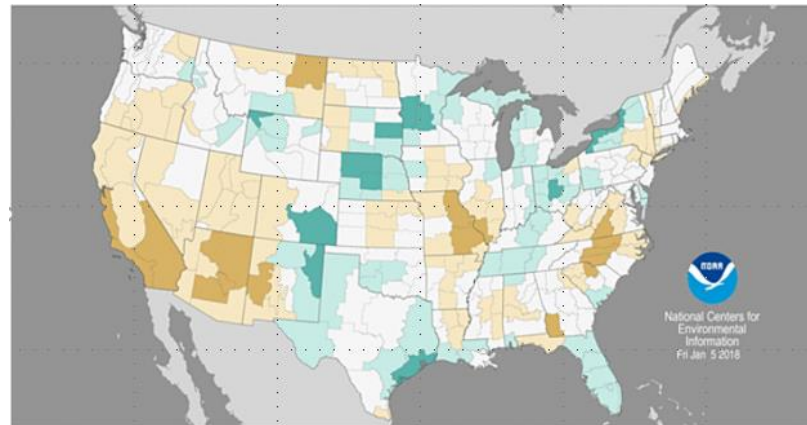 NOAA
National Centers for
Environmental
Information
Fri Jan 5 2018